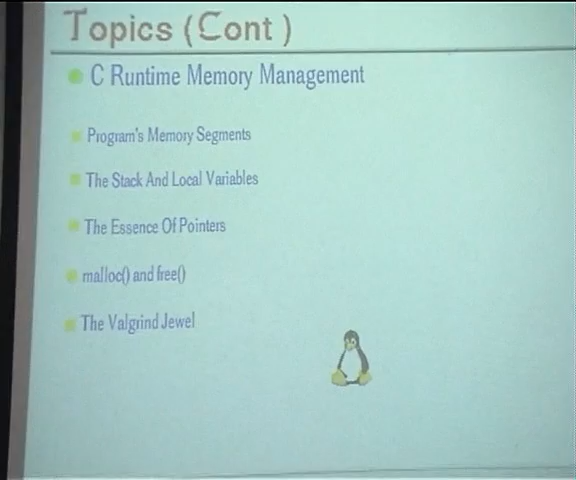 Topics (Cont )
C Runtime Memory Management
Program's Memory Segments
The Stack And Local Variables
The Essence Of Pointers
malloc() and free()
The Valgrind Jewel